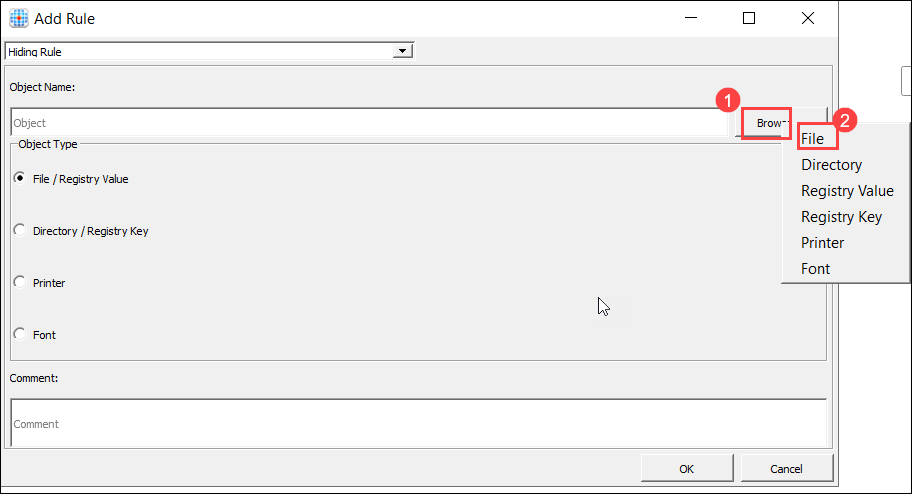 Add Rule
Hiding Rule
Object Name:
Object
1
2
File
Directory
Registry Value
Registry Key
Printer
Font
Object Type
File / Registry Value
Directory / Registry Key
Printer
Font
Comment:
Comment
OK
Cancel